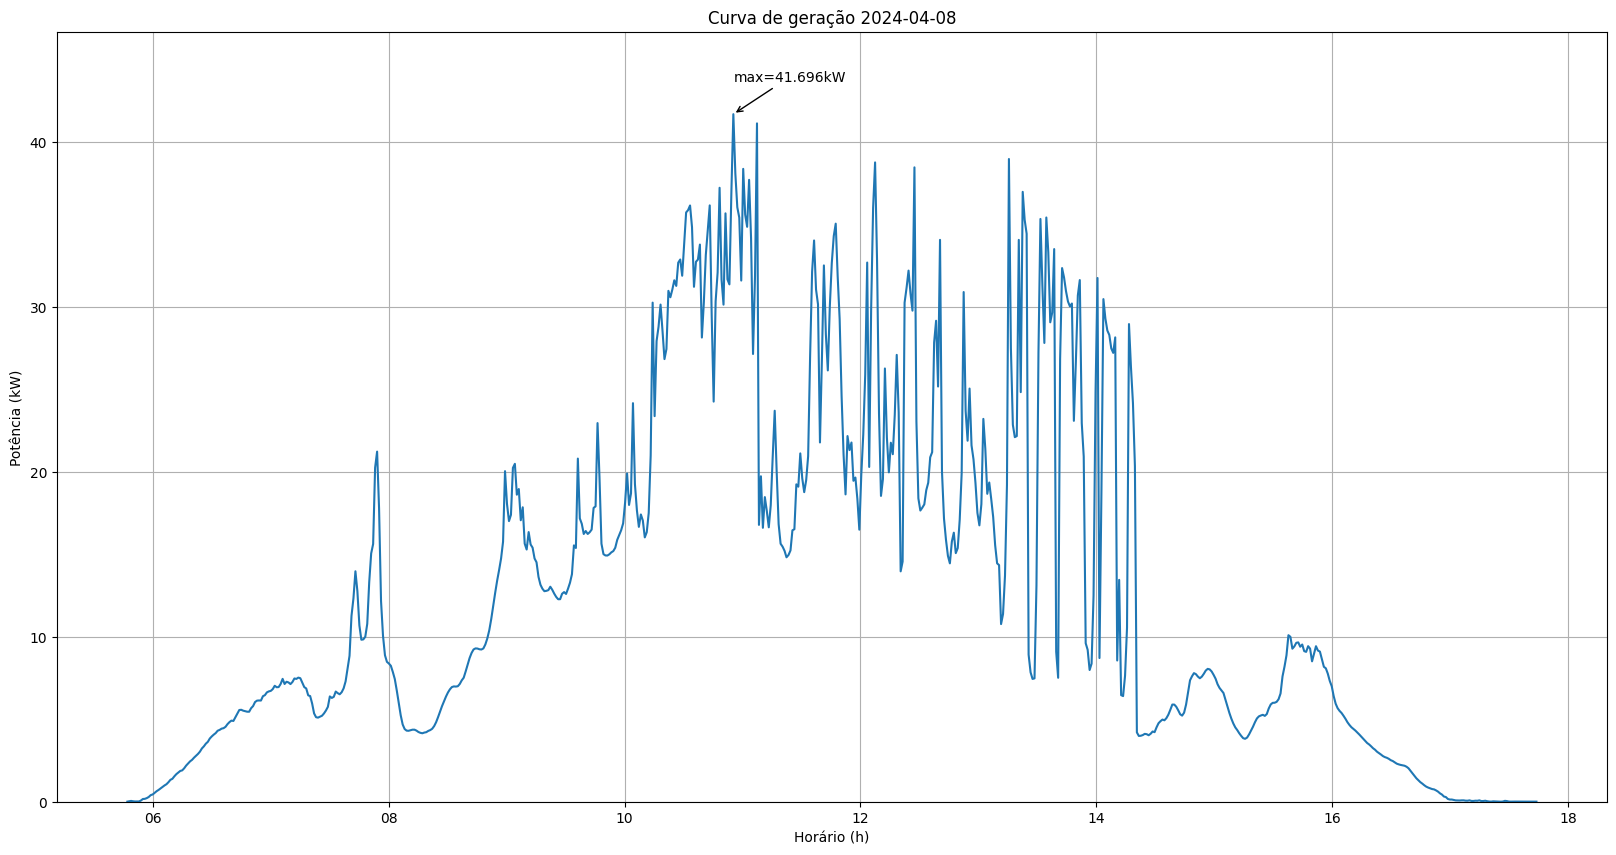 Curva de geração 2024-04-08
max=41.696kW
Potência (kW)
40
30
20
10
0
06 08 10 12 14 16 18
Horário (h)